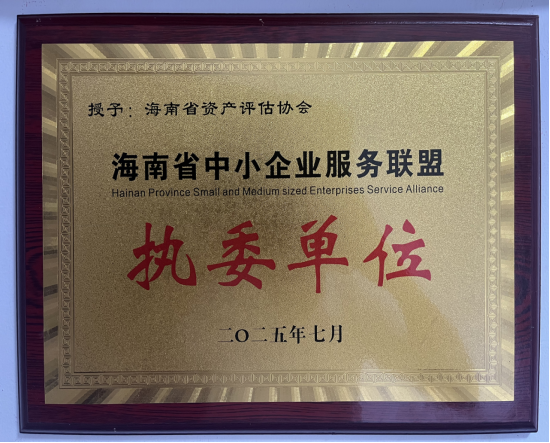 授予：海南省资产评估协会
海南省中小企业服务联盟
Hainan Province Small and Medium sized Enterprises Service Alliance
执委单位
二〇二五年七月